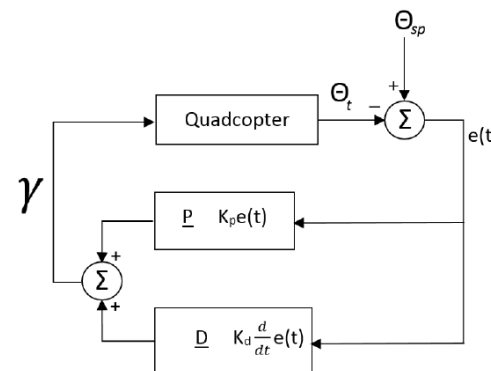 Θsp
+
Quadcopter
Θt
−
Σ
e(t
γ
P Kpe(t)
+
Σ
+
D Kd d/dt e(t)